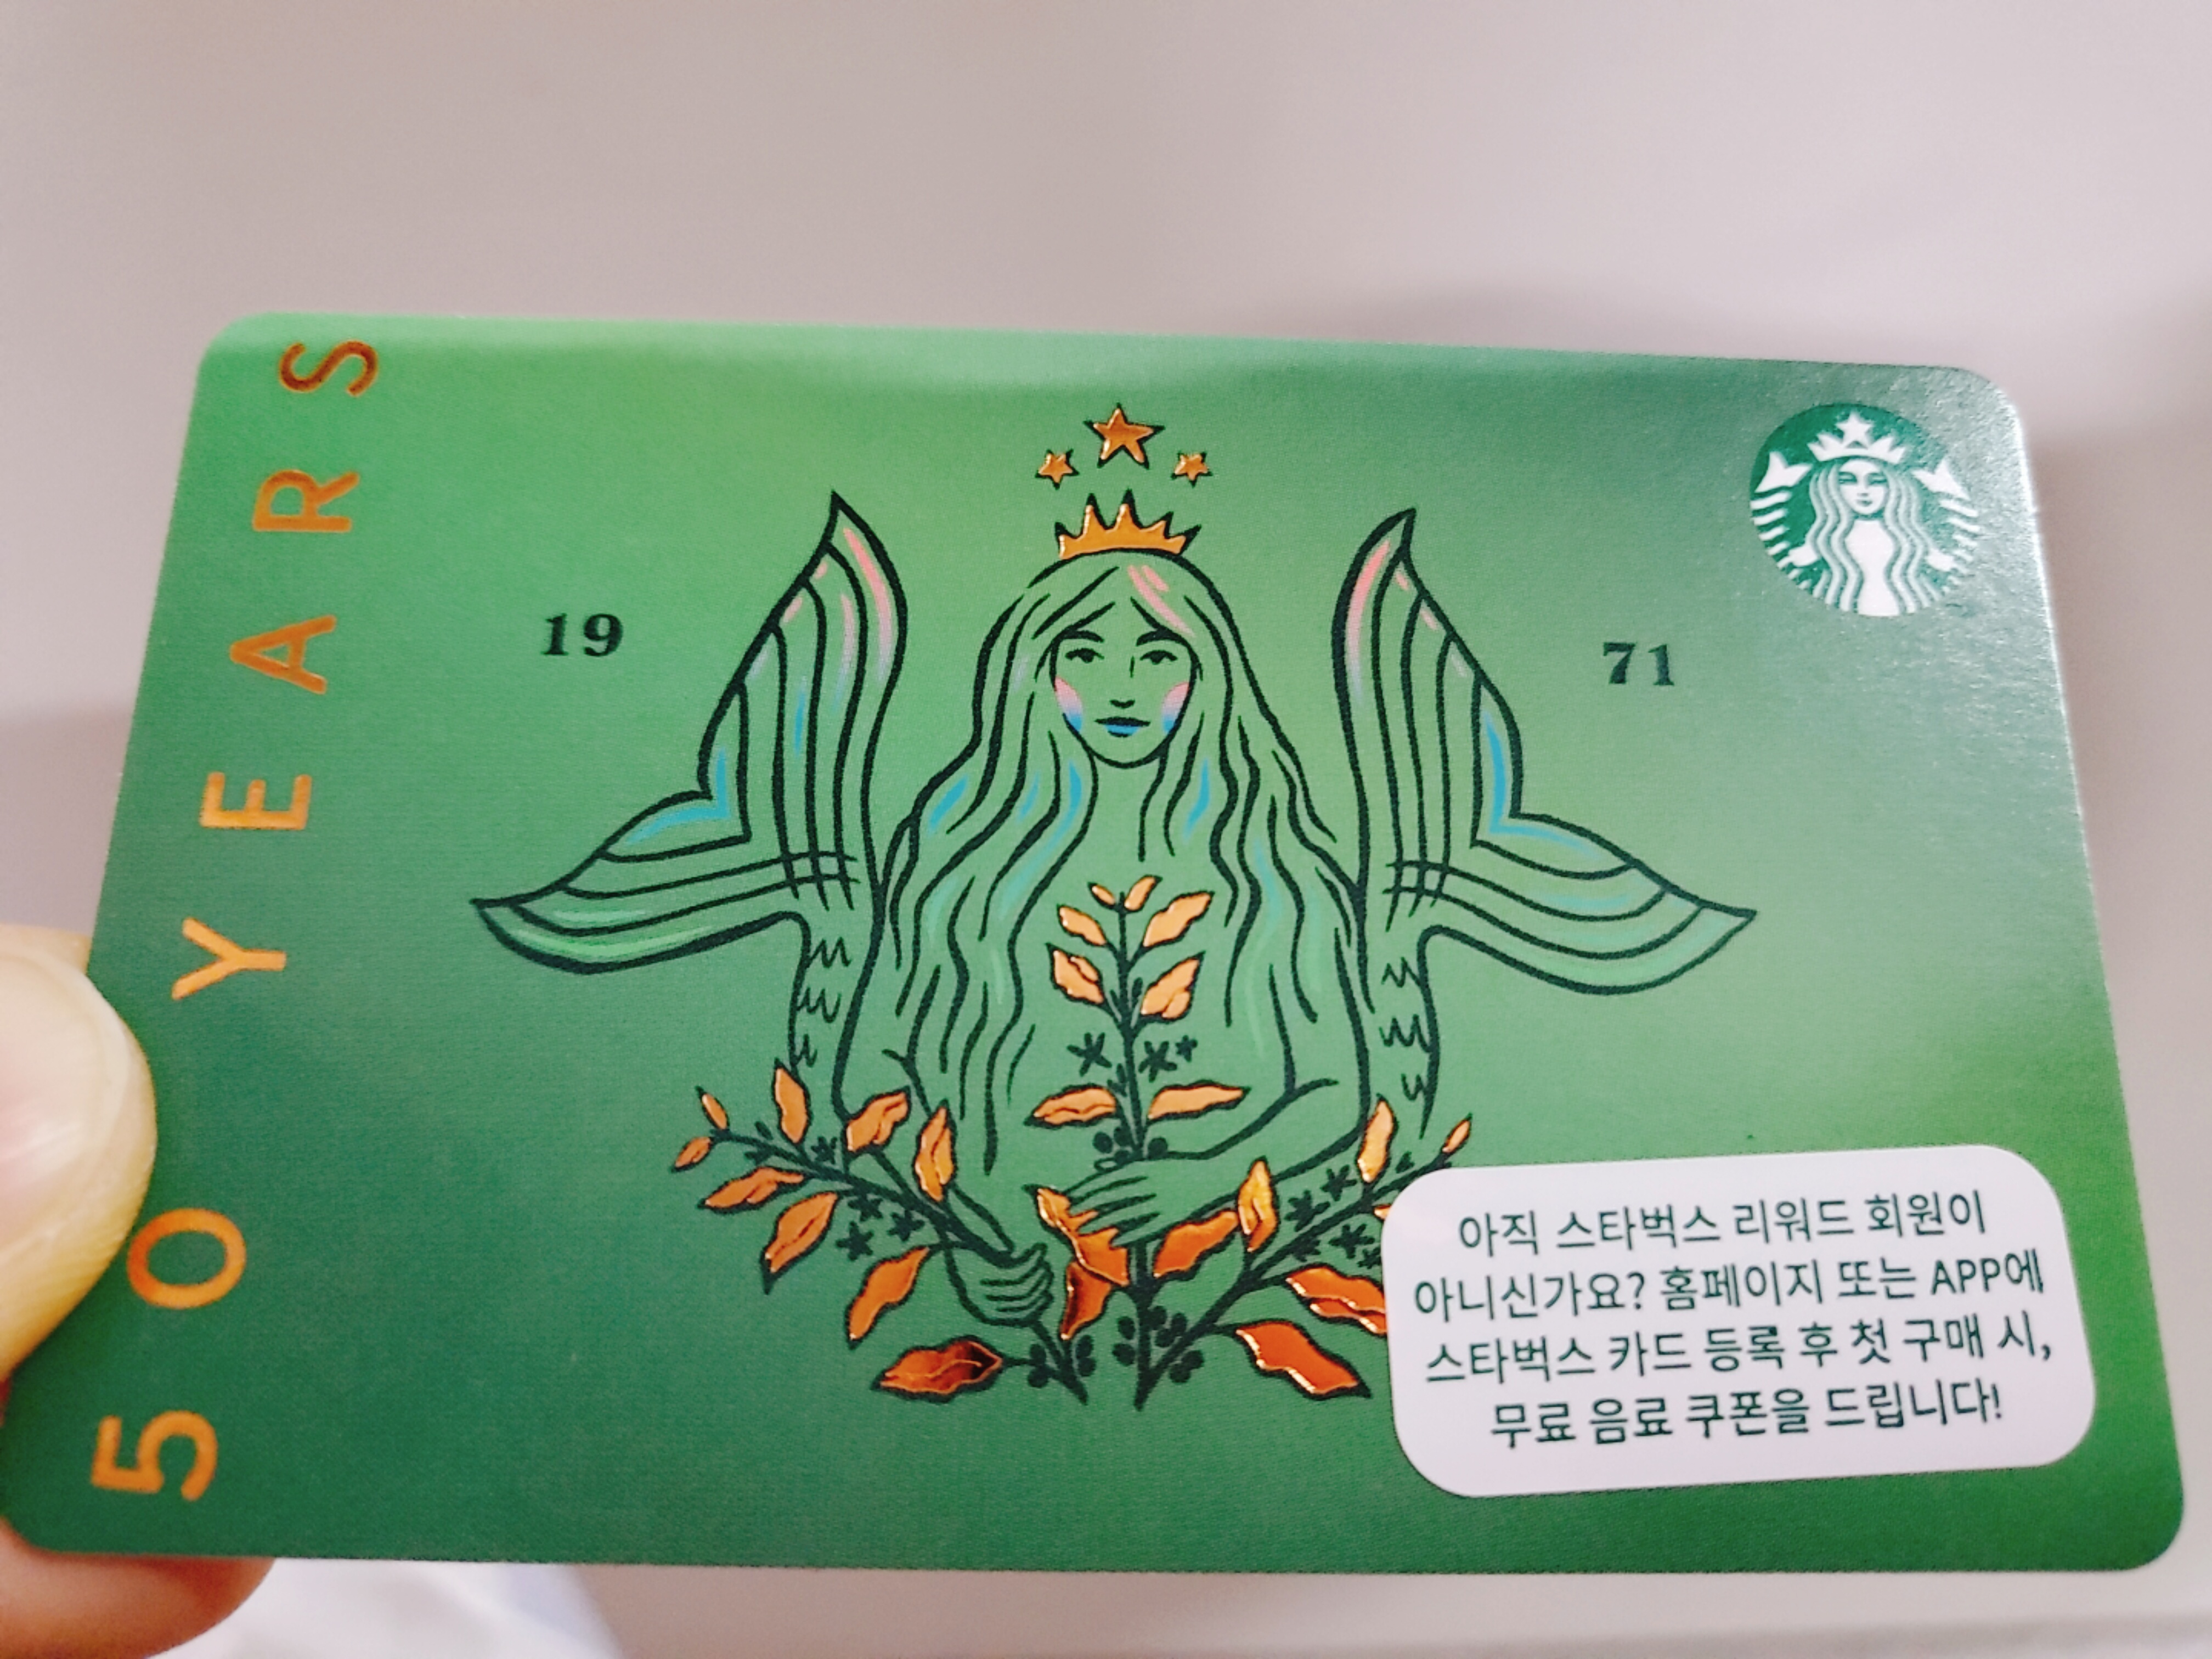 50 YEARS
19
71
아직 스타벅스 리워드 회원이
아니신가요? 홈페이지 또는 APP에
스타벅스 카드 등록 후 첫 구매 시,
무료 음료 쿠폰을 드립니다!